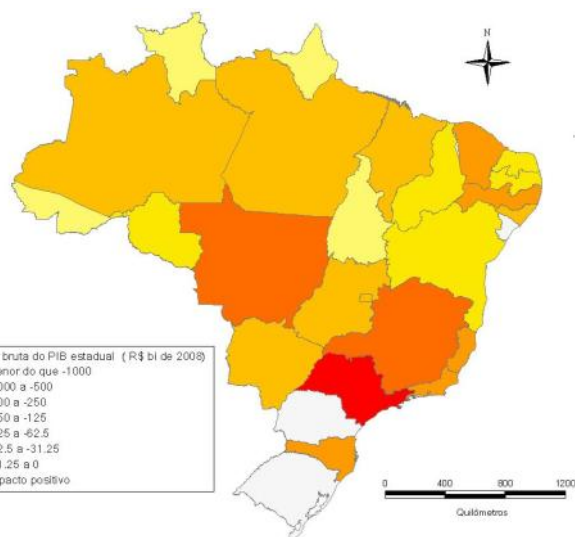 N
bruta do PIB estadual ( R$ bi de 2008)
nor do que -1000
000 a -500
00 a -250
50 a -125
25 a -62.5
2.5 a -31.25
1.25 a 0
pacto positivo
0 400 800 1200
Quilômetros